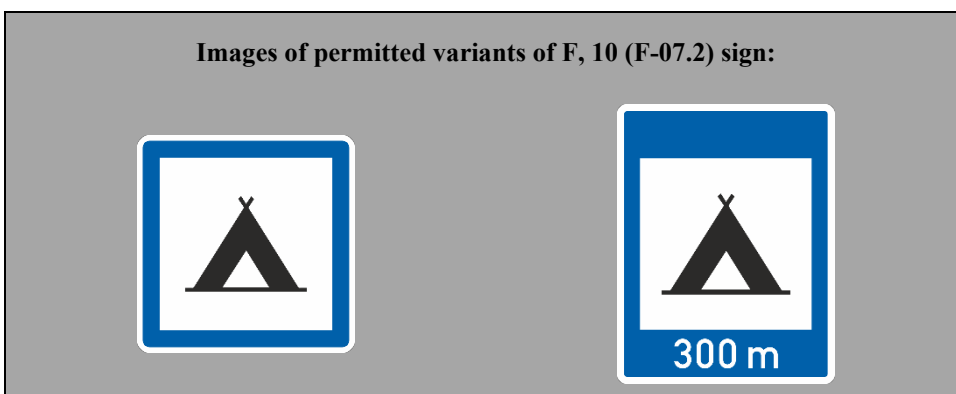 Images of permitted variants of F, 10 (F-07.2) sign:
300 m